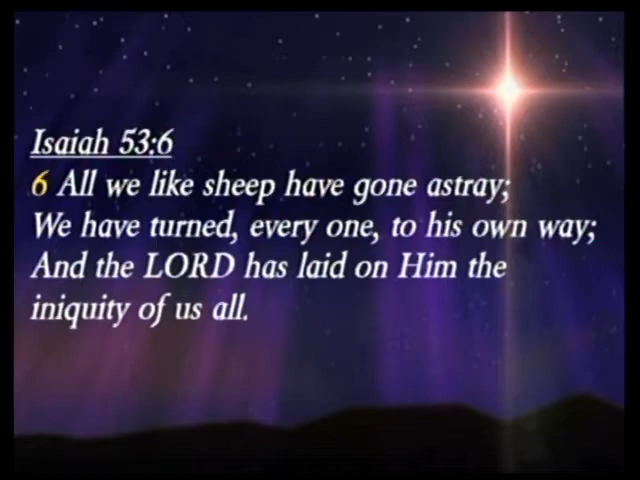 Isaiah 53:6
6 All we like sheep have gone astray;
We have turned, every one, to his own way;
And the LORD has laid on Him the
iniquity of us all.